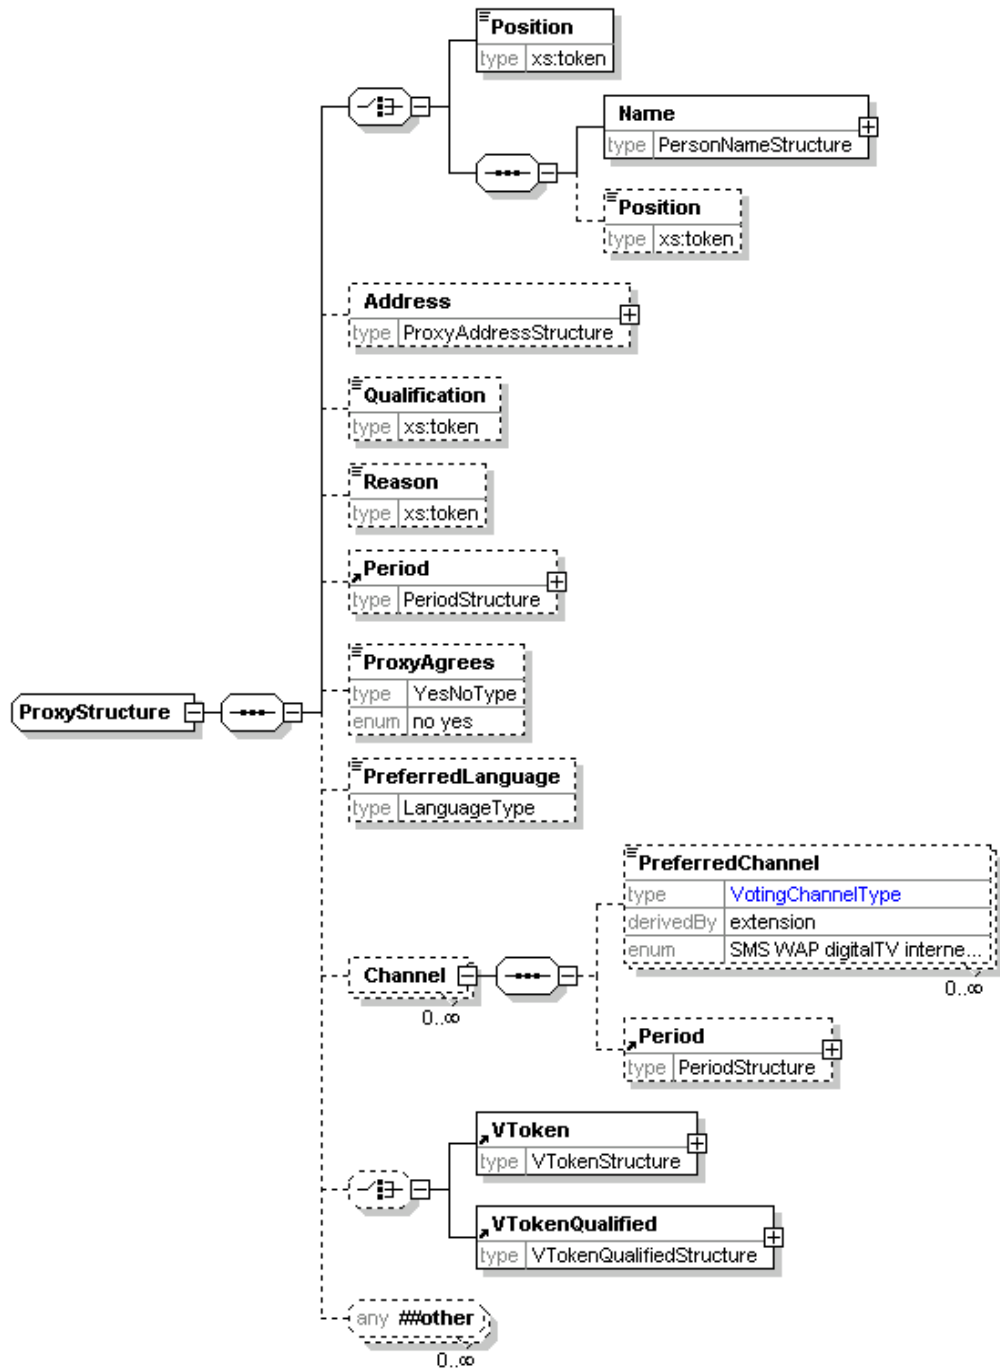 Position
type xs:token
Name
type PersonNameStructure
Position
type xs:token
Address
type ProxyAddressStructure
Qualification
type xs:token
Reason
type xs:token
Period
type PeriodStructure
ProxyAgrees
type YesNoType
enum no yes
ProxyStructure
PreferredLanguage
type LanguageType
PreferredChannel
type VotingChannelType
derivedBy extension
enum SMS WAP digitalTV interne...
0..∞
Channel
0..∞
Period
type PeriodStructure
VToken
type VTokenStructure
VTokenQualified
type VTokenQualifiedStructure
any ##other
0..∞